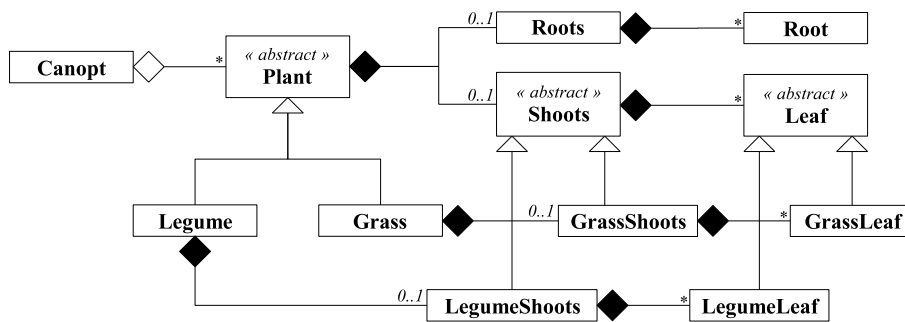 0..1
Roots
*
Root
Canopt
*
« abstract »
Plant
0..1
« abstract »
Shoots
*
« abstract »
Leaf
Legume
Grass
0..1
GrassShoots
*
GrassLeaf
0..1
LegumeShoots
*
LegumeLeaf